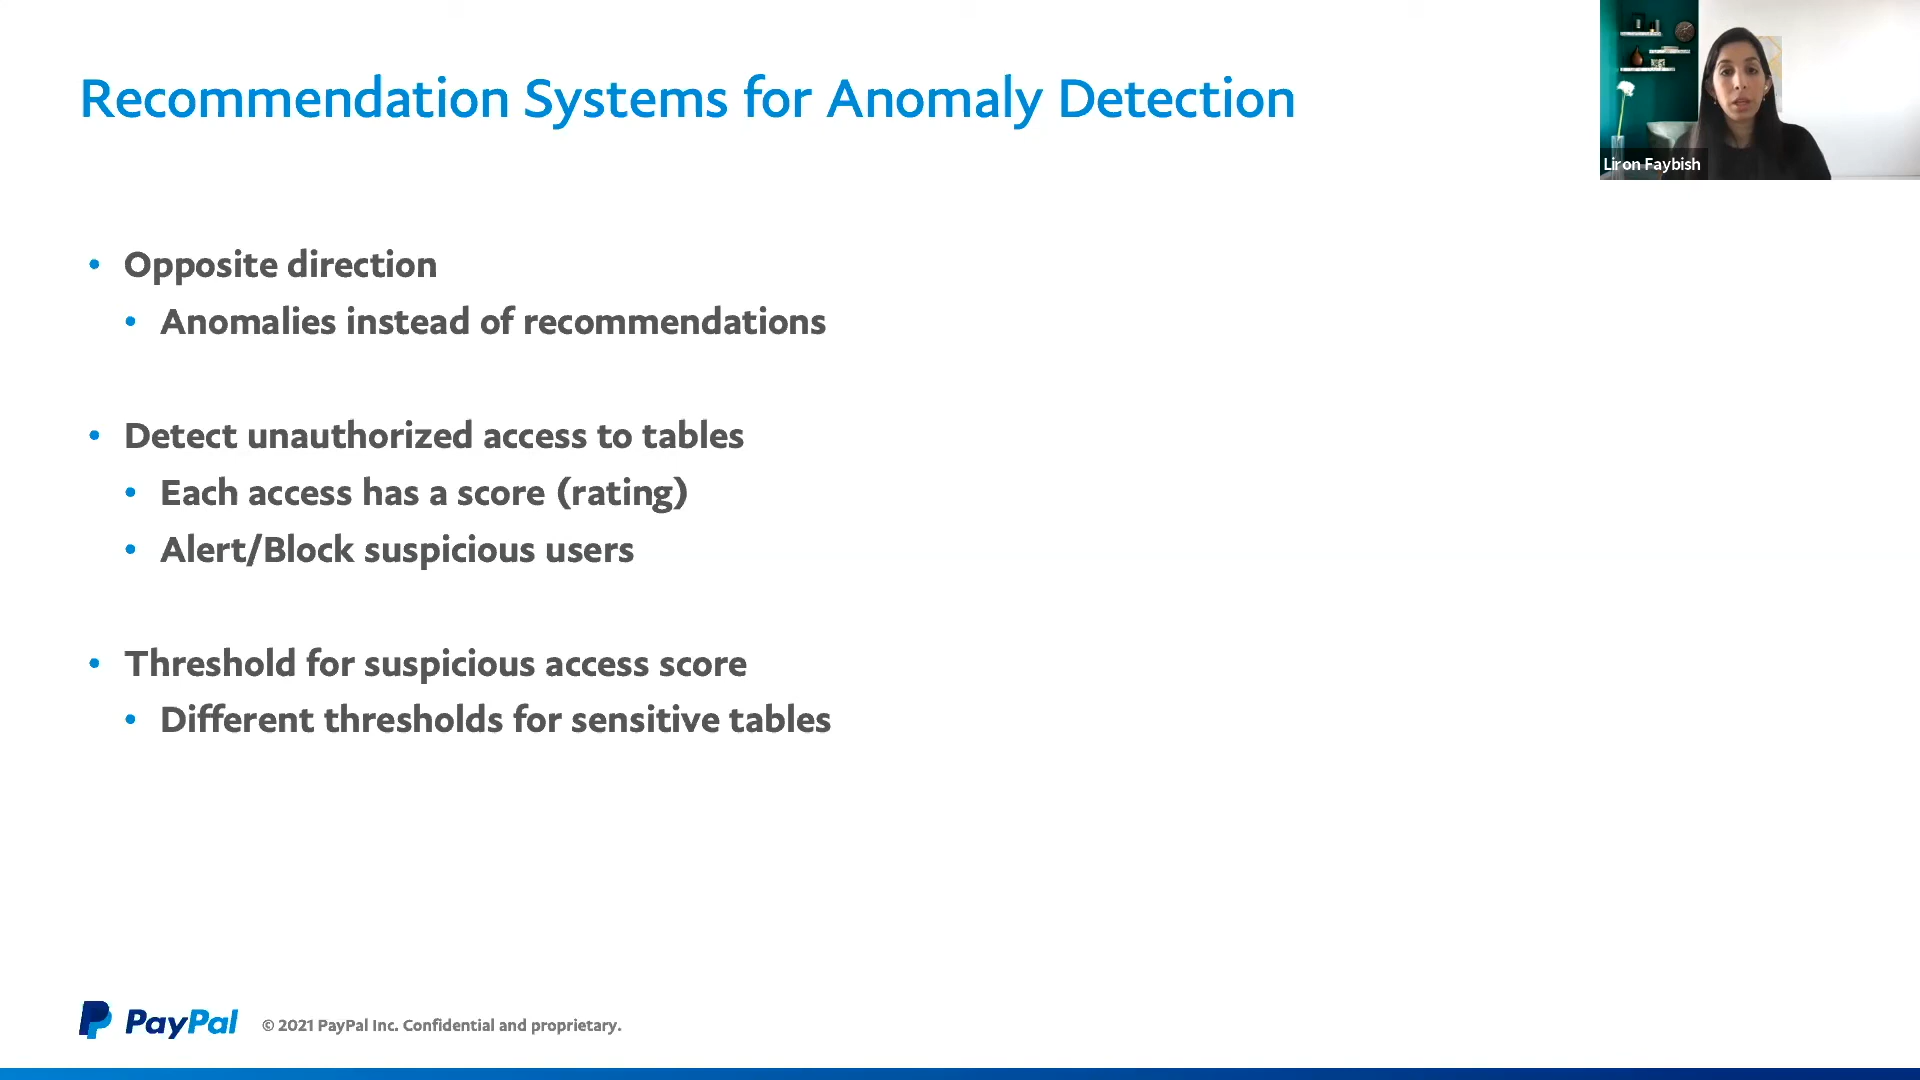 Recommendation Systems for Anomaly Detection
Liron Faybish
• Opposite direction
• Anomalies instead of recommendations
• Detect unauthorized access to tables
• Each access has a score (rating)
• Alert/Block suspicious users
• Threshold for suspicious access score
• Different thresholds for sensitive tables
PayPal © 2021 PayPal Inc. Confidential and proprietary.